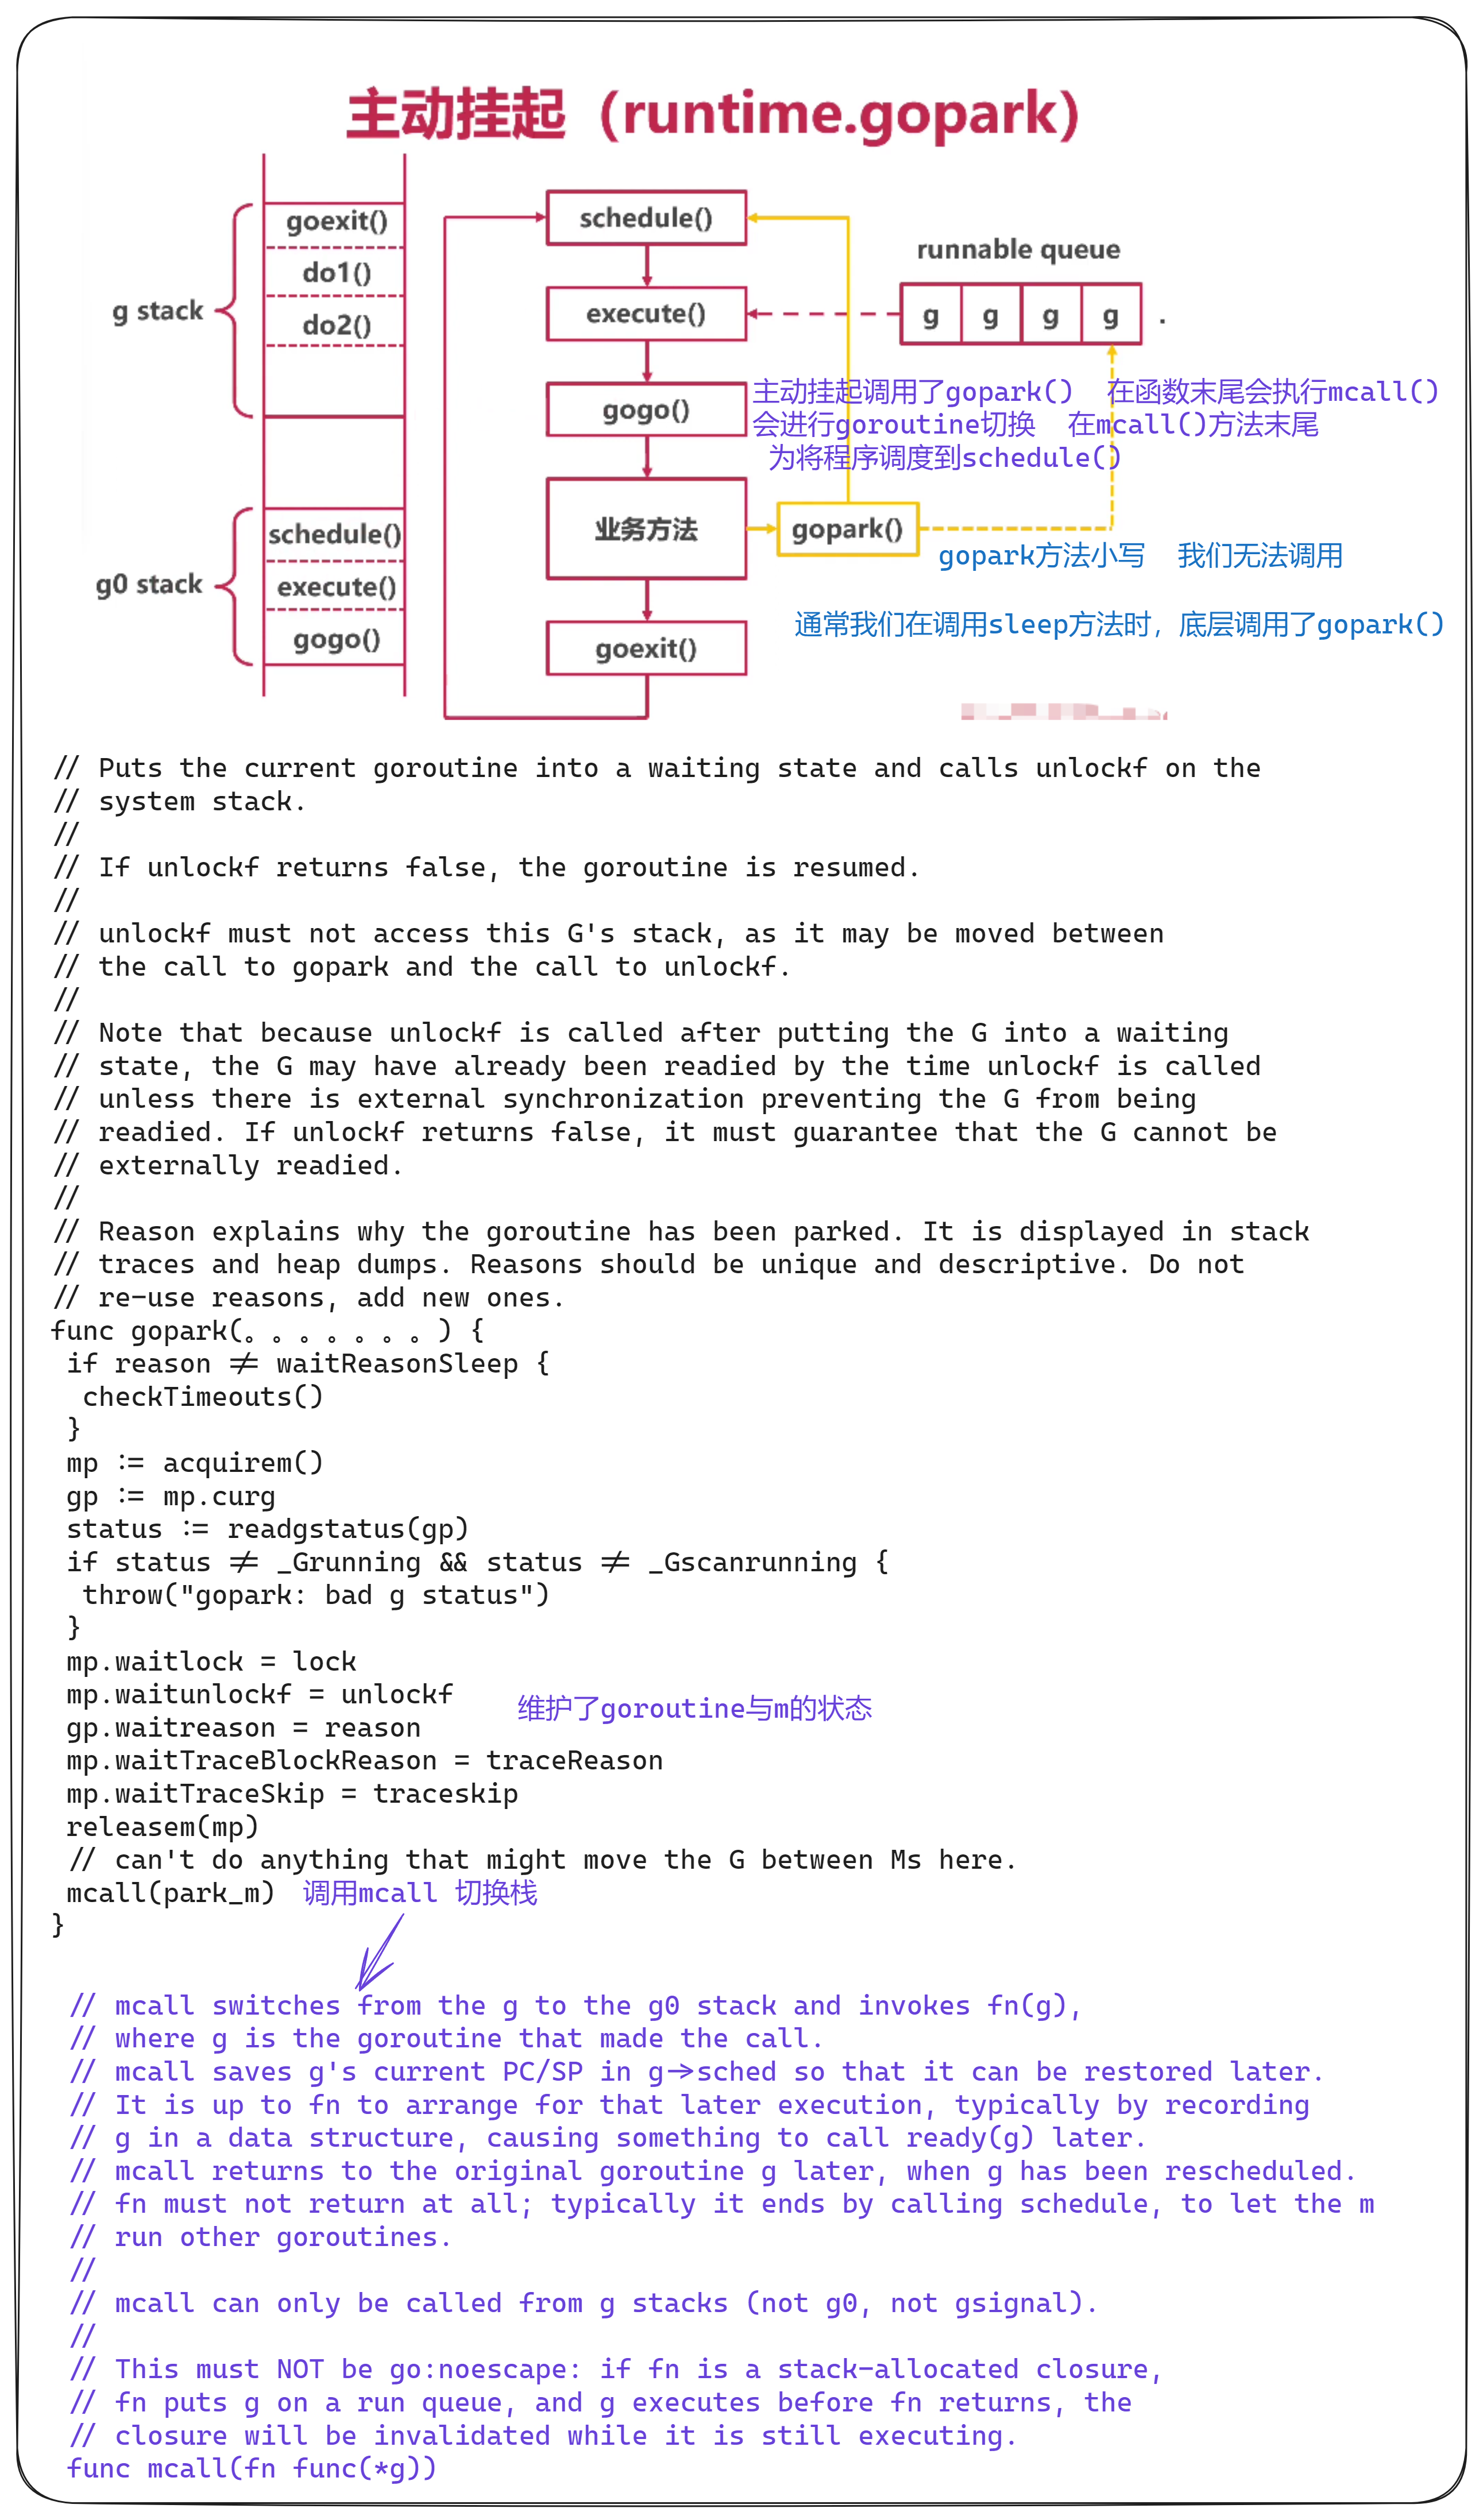 主动挂起（runtime.gopark）
goexit()
do1()
do2()
g stack
schedule()
execute()
gogo()
g0 stack
schedule()
execute()
gogo()
业务方法
goexit()
gopark()
runnable queue
g g g g .
主动挂起调用了gopark() 在函数末尾会执行mcall()
会进行goroutine切换 在mcall()方法末尾
为将程序调度到schedule()
gopark方法小写 我们无法调用
通常我们在调用sleep方法时，底层调用了gopark()
// Puts the current goroutine into a waiting state and calls unlockf on the
// system stack.
//
// If unlockf returns false, the goroutine is resumed.
//
// unlockf must not access this G's stack, as it may be moved between
// the call to gopark and the call to unlockf.
//
// Note that because unlockf is called after putting the G into a waiting
// state, the G may have already been readied by the time unlockf is called
// unless there is external synchronization preventing the G from being
// readied. If unlockf returns false, it must guarantee that the G cannot be
// externally readied.
//
// Reason explains why the goroutine has been parked. It is displayed in stack
// traces and heap dumps. Reasons should be unique and descriptive. Do not
// re-use reasons, add new ones.
func gopark(。。。。。。。) {
if reason != waitReasonSleep {
checkTimeouts()
}
mp := acquirem()
gp := mp.curg
status := readgstatus(gp)
if status != _Grunning && status != _Gscanrunning {
throw("gopark: bad g status")
}
mp.waitlock = lock
mp.waitunlockf = unlockf
维护了goroutine与m的状态
gp.waitreason = reason
mp.waitTraceBlockReason = traceReason
mp.waitTraceSkip = traceskip
releasem(mp)
// can't do anything that might move the G between Ms here.
mcall(park_m) 调用mcall 切换栈
}
// mcall switches from the g to the g0 stack and invokes fn(g),
// where g is the goroutine that made the call.
// mcall saves g's current PC/SP in g->sched so that it can be restored later.
// It is up to fn to arrange for that later execution, typically by recording
// g in a data structure, causing something to call ready(g) later.
// mcall returns to the original goroutine g later, when g has been rescheduled.
// fn must not return at all; typically it ends by calling schedule, to let the m
// run other goroutines.
//
// mcall can only be called from g stacks (not g0, not gsignal).
//
// This must NOT be go:noescape: if fn is a stack-allocated closure,
// fn puts g on a run queue, and g executes before fn returns, the
// closure will be invalidated while it is still executing.
func mcall(fn func(*g))